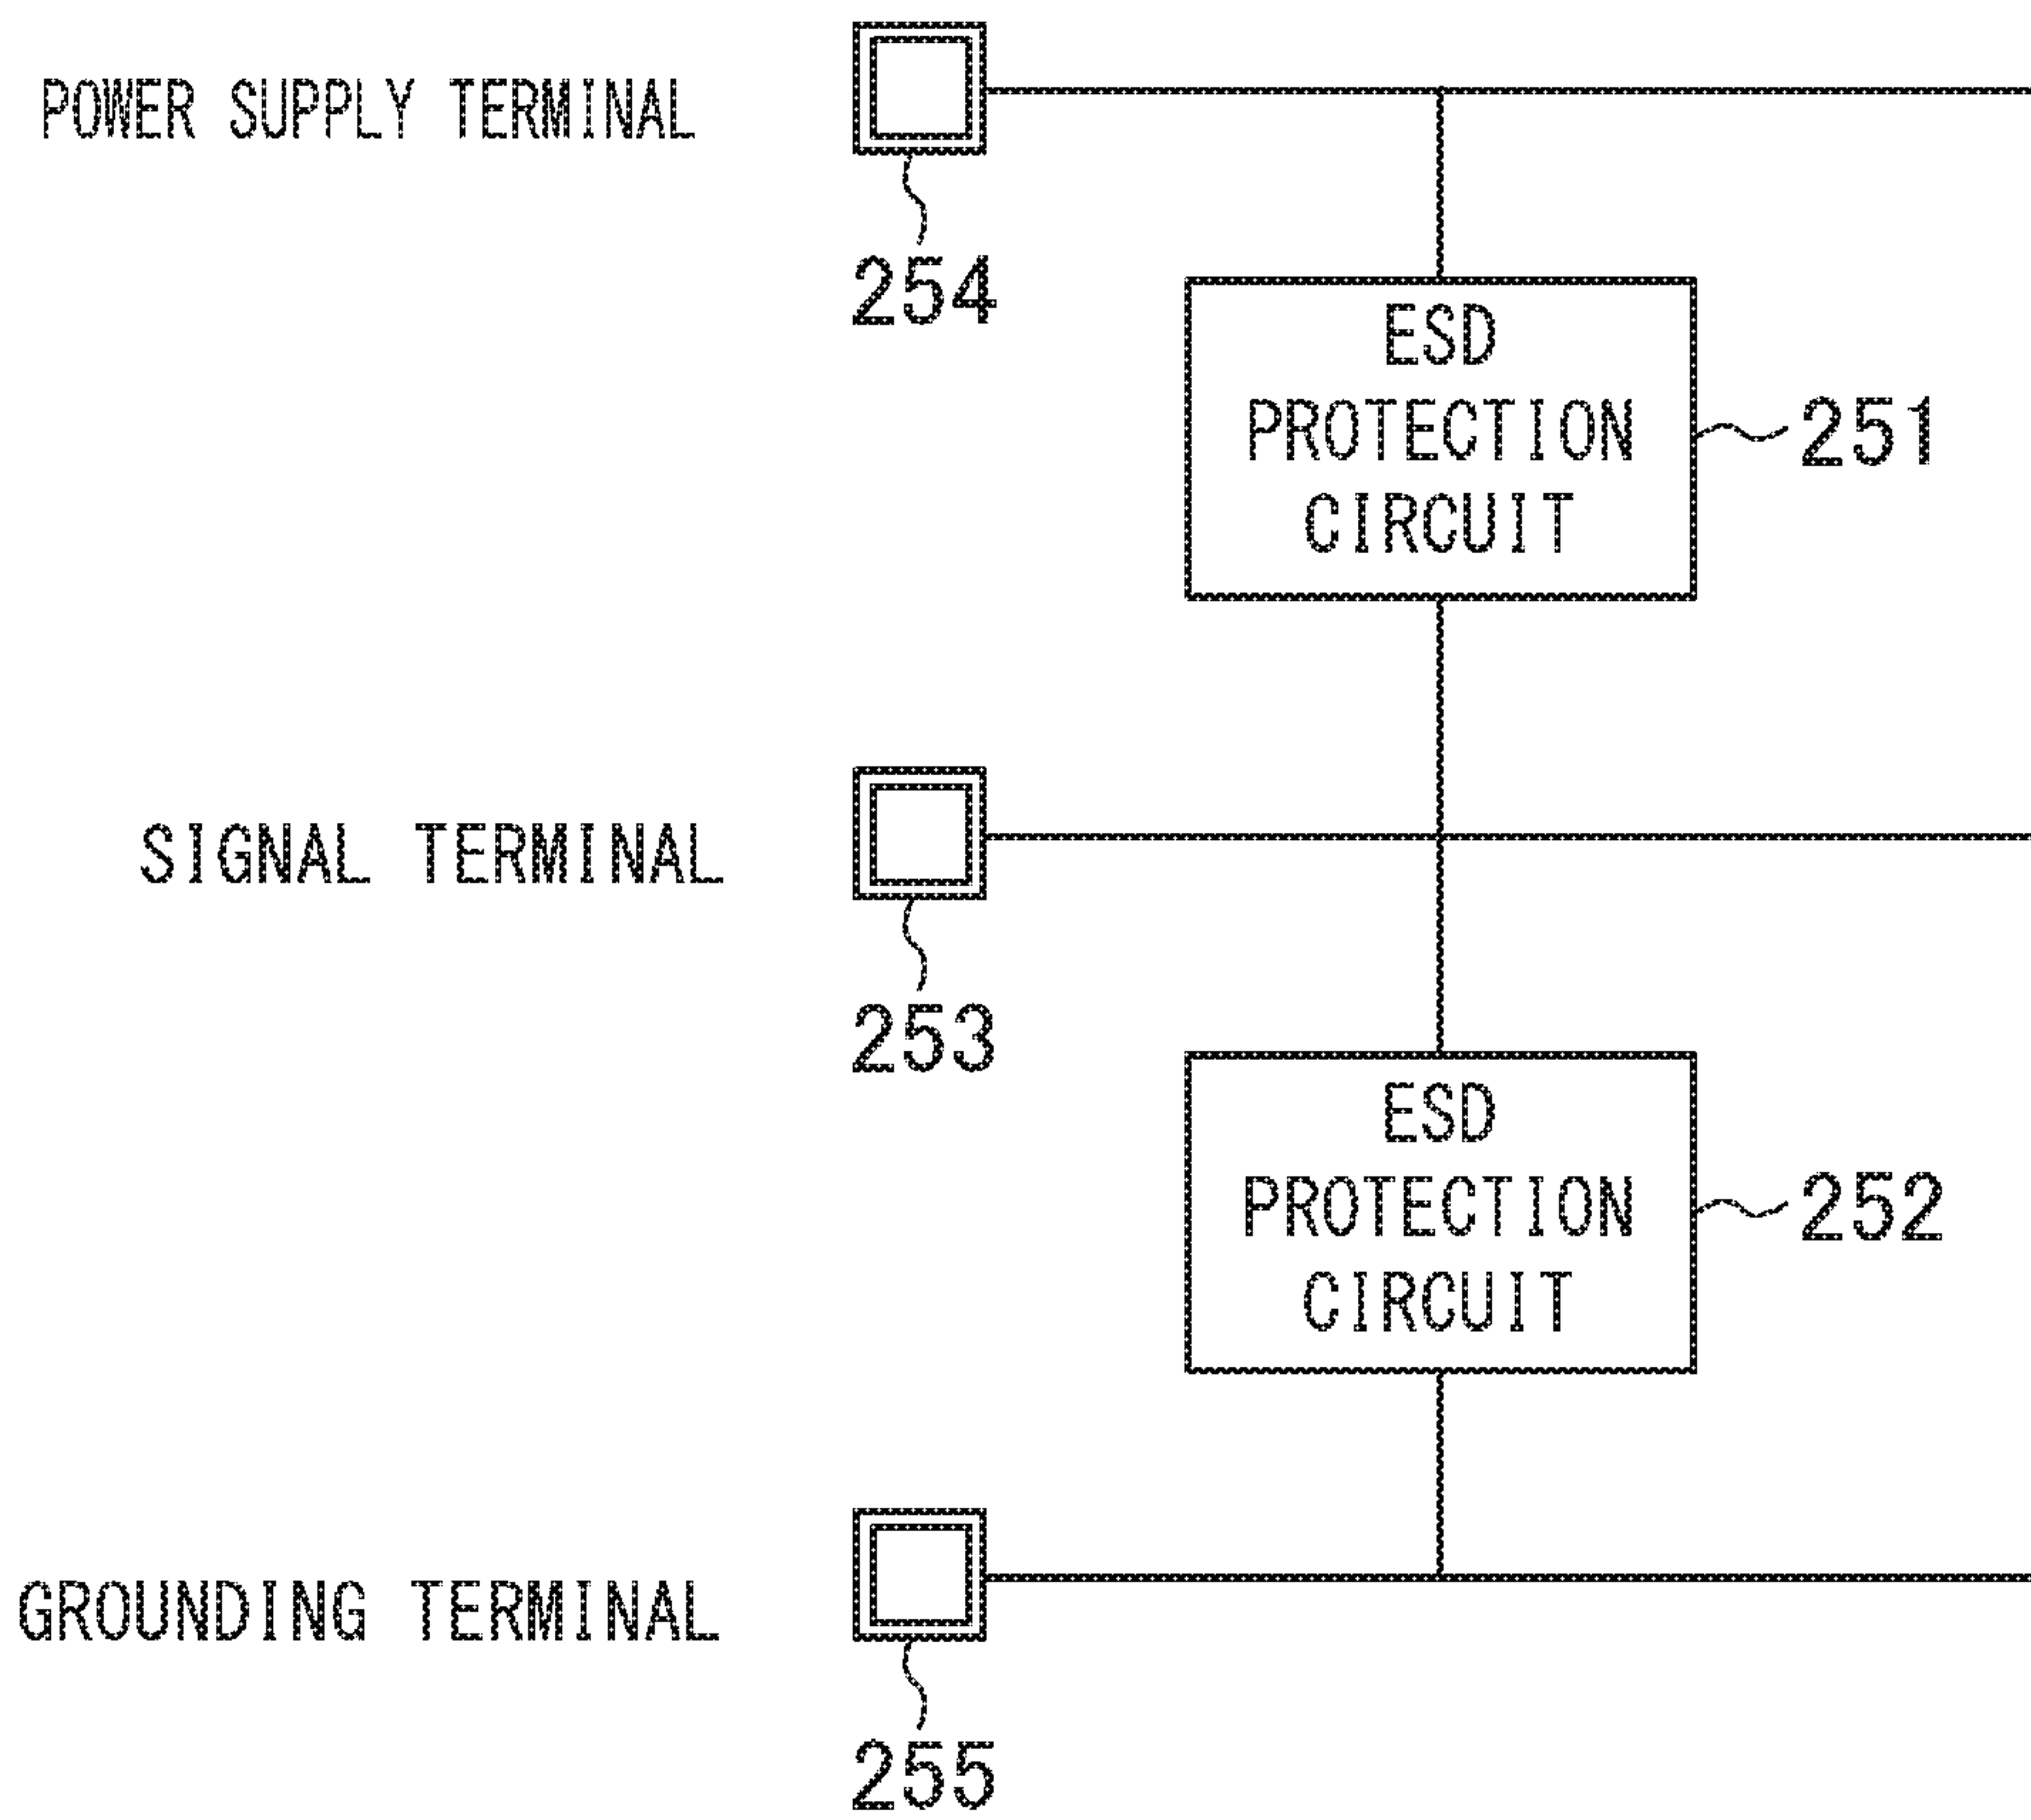 POWER SUPPLY TERMINAL
254
ESD
PROTECTION
CIRCUIT
251
SIGNAL TERMINAL
253
ESD
PROTECTION
CIRCUIT
252
GROUNDING TERMINAL
255